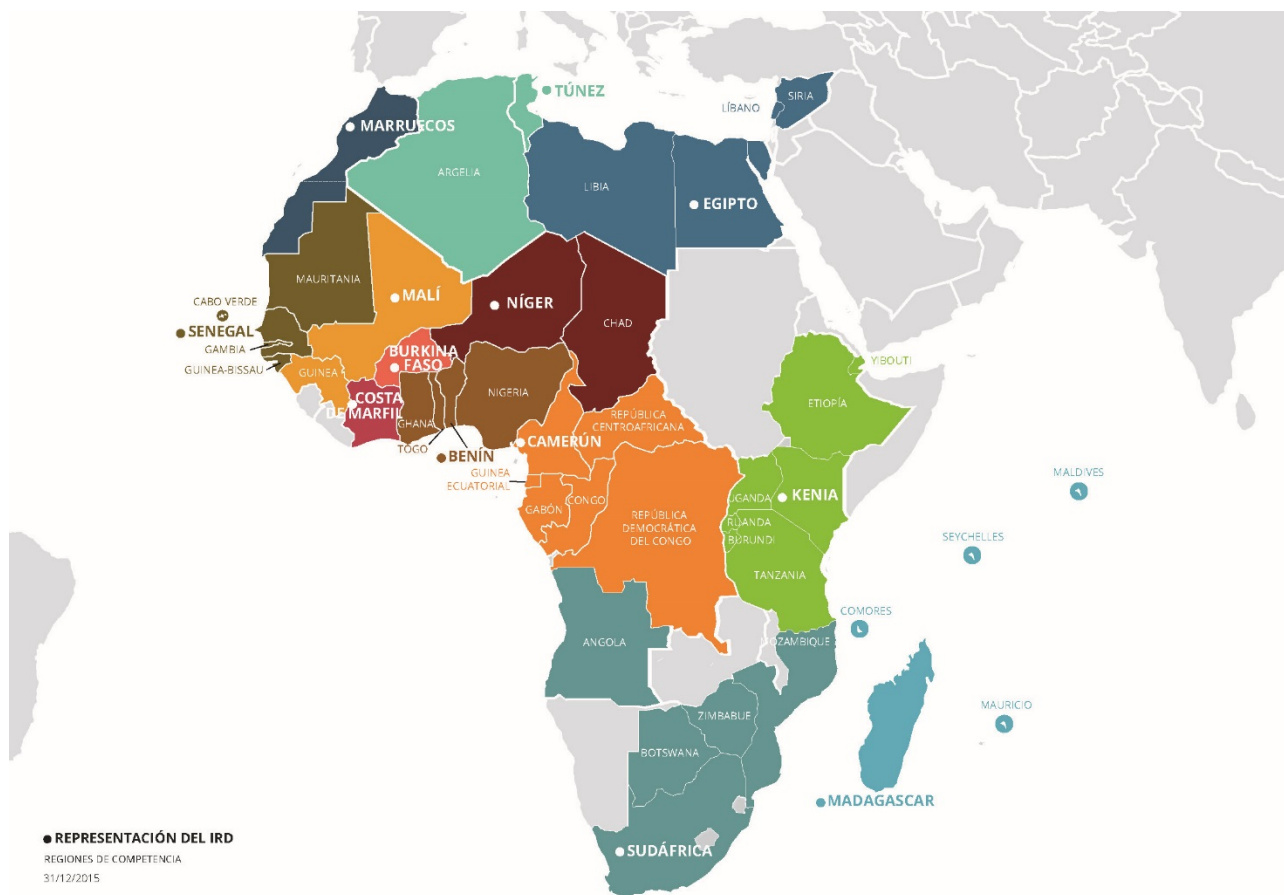 TÚNEZ
SIRIA
LÍBANO
MARRUECOS
ARGELIA
LIBIA
EGIPTO
MAURITANIA
MALÍ
NÍGER
CHAD
CABO VERDE
SENEGAL
GAMBIA
GUINEA-BISSAU
GUINEA
BURKINA
FASO
COSTA
DE MARFIL
GHANA
TOGO
BENÍN
NIGERIA
YIBOUTI
ETIOPÍA
REPÚBLICA
CENTROAFRICANA
CAMERÚN
GUINEA
ECUATORIAL
GABÓN
CONGO
REPÚBLICA
DEMOCRÁTICA
DEL CONGO
UGANDA
KENIA
RUANDA
BURUNDI
TANZANIA
MALDIVES
SEYCHELLES
COMORES
MAURICIO
ANGOLA
MOZAMBIQUE
ZIMBABUE
BOTSWANA
MADAGASCAR
SUDÁFRICA
REPRESENTACIÓN DEL IRD
REGIONES DE COMPETENCIA
31/12/2015